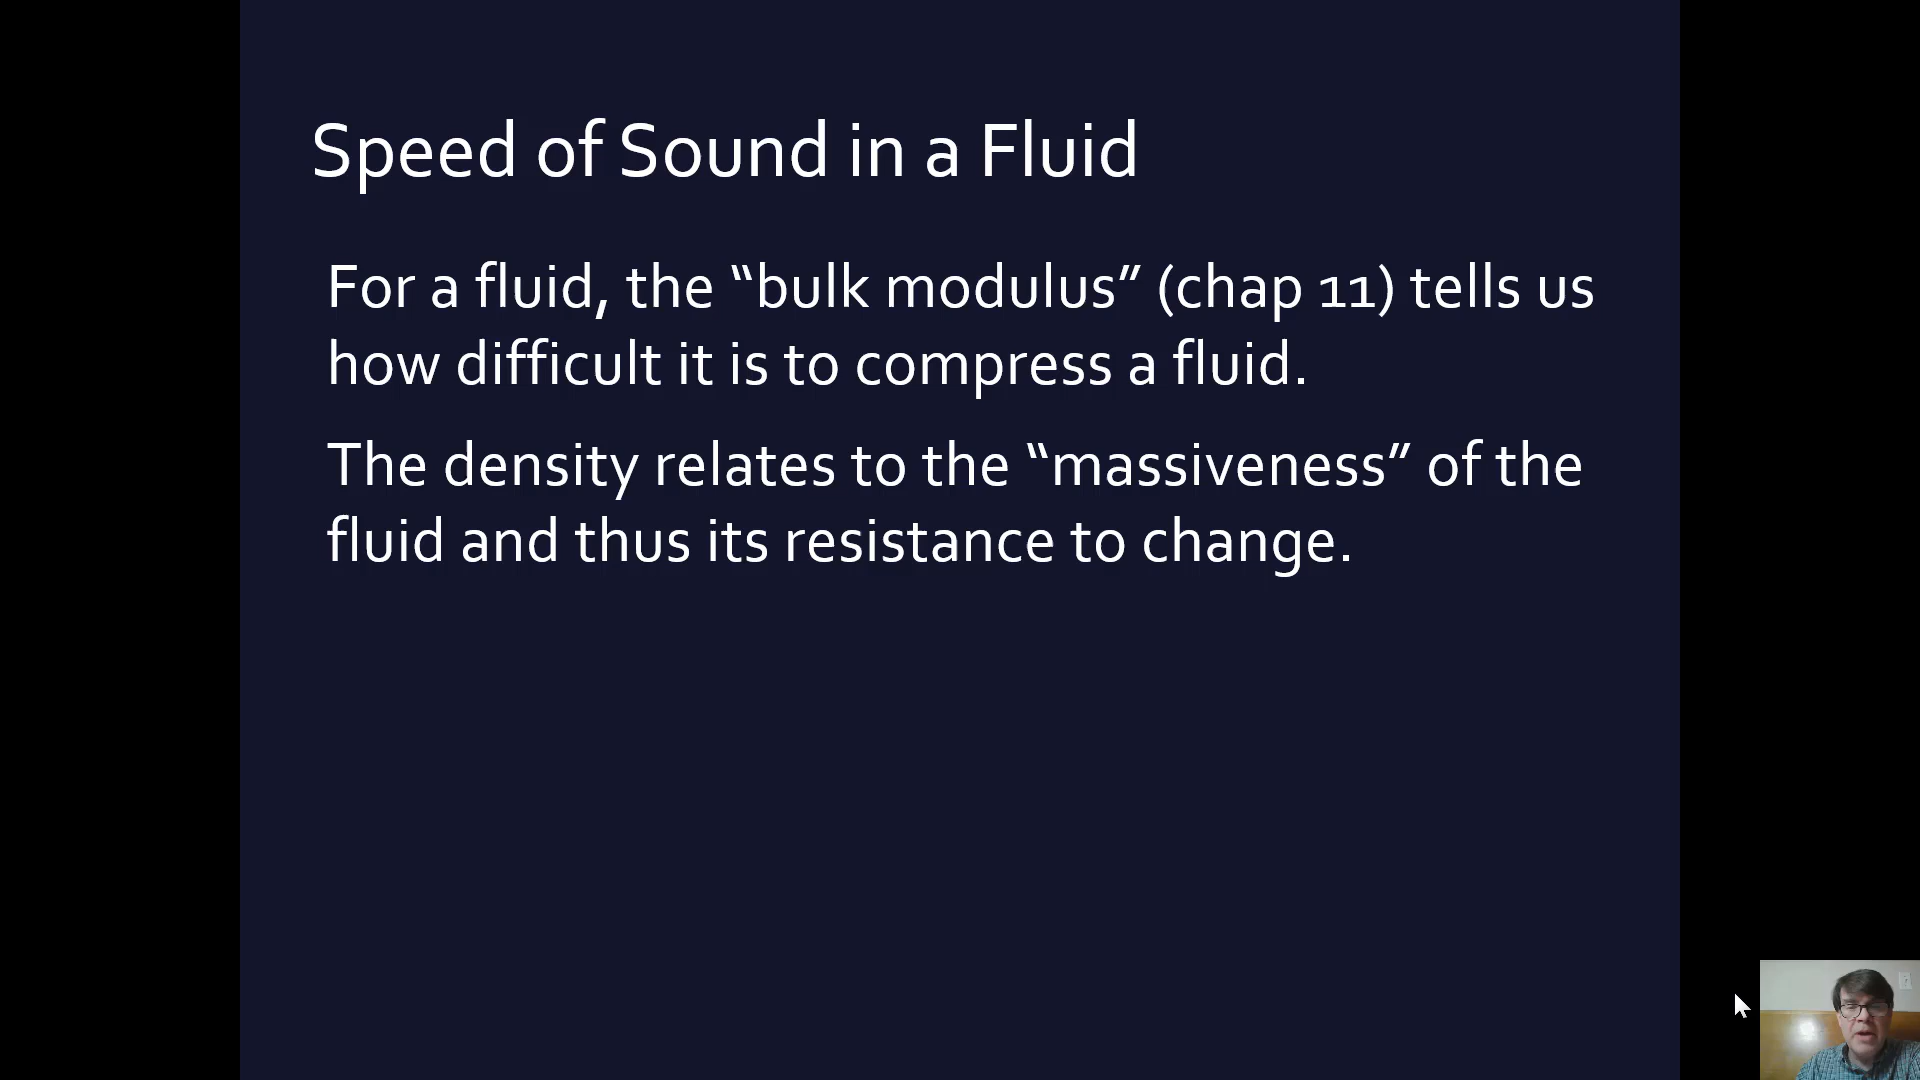 Speed of Sound in a Fluid
For a fluid, the “bulk modulus” (chap 11) tells us
how difficult it is to compress a fluid.
The density relates to the “massiveness” of the
fluid and thus its resistance to change.